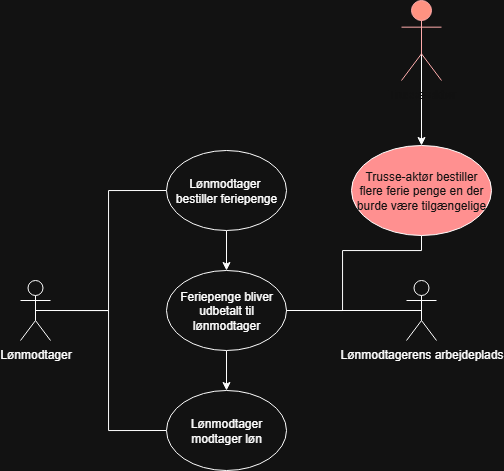 Trusse-aktør bestiller
flere ferie penge en der
burde være tilgængelige
Lønmodtager
bestiller feriepenge
Feriepenge bliver
udbetalt til
lønmodtager
Lønmodtager
Lønmodtagerens arbejdeplads
Lønmodtager
modtager løn